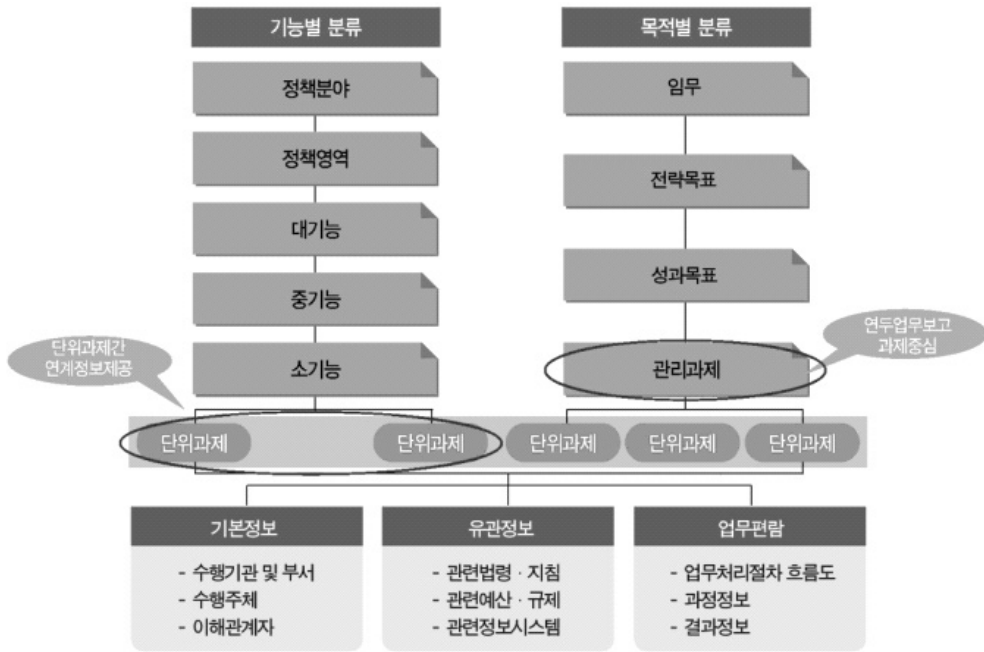 기능별 분류
정책분야
정책영역
대기능
중기능
소기능
단위과제간
연계정보제공
목적별 분류
임무
전략목표
성과목표
관리과제
연두업무보고
과제중심
단위과제
단위과제
단위과제
단위과제
단위과제
기본정보
- 수행기관 및 부서
- 수행주체
- 이해관계자
유관정보
- 관련법령 · 지침
- 관련예산 · 규제
- 관련정보시스템
업무편람
- 업무처리절차 흐름도
- 과정정보
- 결과정보